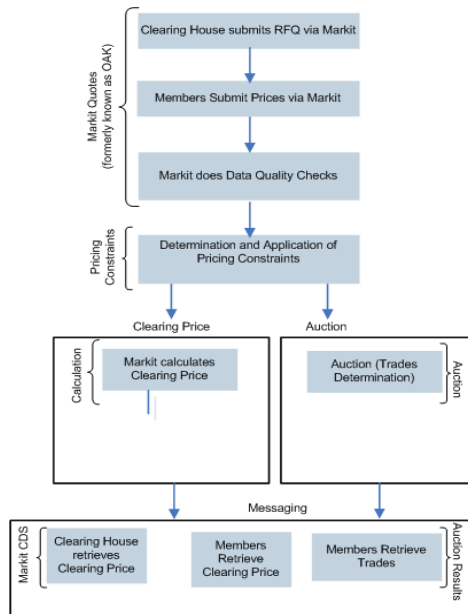 Clearing House submits RFQ via Markit
Markit Quotes
(formerly known as OAK)
Members Submit Prices via Markit
Markit does Data Quality Checks
Pricing
Constraints
Determination and Application of
Pricing Constraints
Clearing Price
Auction
Calculation
Markit calculates
Clearing Price
Auction (Trades
Determination)
Auction
Messaging
Markit CDS
Clearing House
retrieves
Clearing Price
Members
Retrieve
Clearing Price
Members Retrieve
Trades
Auction Results